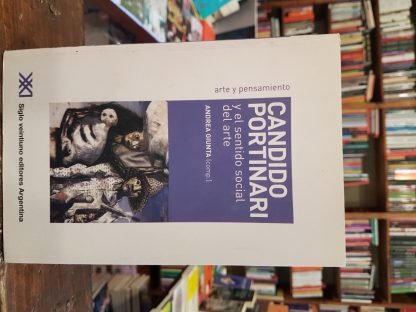 arte y pensamiento
CANDIDO
PORTINARI
y el sentido social
del arte
ANDREA GIUNTA (comp.)
Siglo veintiuno editores Argentina